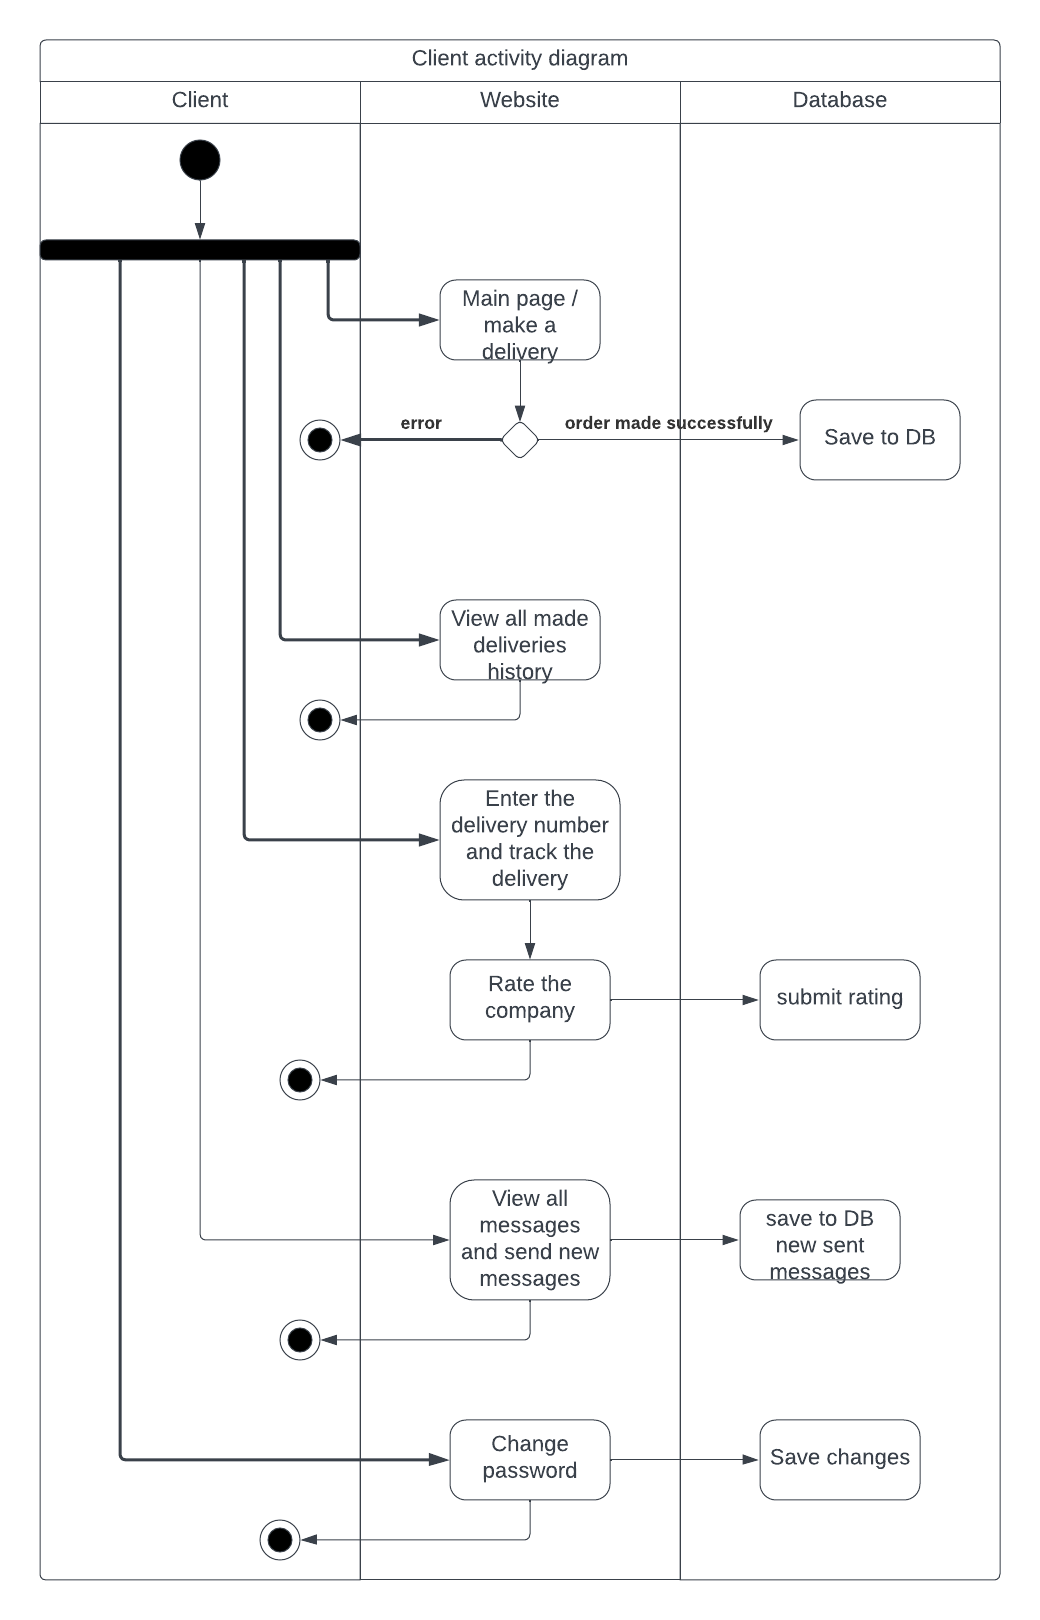 Client activity diagram
Client
Website
Database
Main page /
make a
delivery
error
order made successfully
Save to DB
View all made
deliveries
history
Enter the
delivery number
and track the
delivery
Rate the
company
submit rating
View all
messages
and send new
messages
save to DB
new sent
messages
Change
password
Save changes